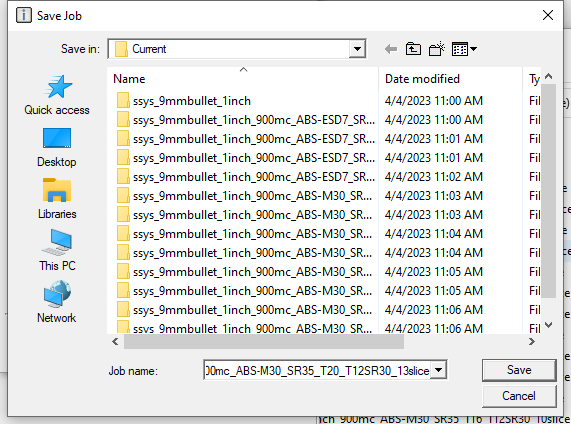 Save Job
Save in:
Current
Quick access
Desktop
Libraries
This PC
Network
Name
Date modified
Ty
ssys_9mmbullet_1inch 4/4/2023 11:00 AM Fil
ssys_9mmbullet_1inch_900mc_ABS-ESD7_SR... 4/4/2023 11:00 AM Fil
ssys_9mmbullet_1inch_900mc_ABS-ESD7_SR... 4/4/2023 11:01 AM Fil
ssys_9mmbullet_1inch_900mc_ABS-ESD7_SR... 4/4/2023 11:01 AM Fil
ssys_9mmbullet_1inch_900mc_ABS-ESD7_SR... 4/4/2023 11:02 AM Fil
ssys_9mmbullet_1inch_900mc_ABS-M30_SR... 4/4/2023 11:03 AM Fil
ssys_9mmbullet_1inch_900mc_ABS-M30_SR... 4/4/2023 11:03 AM Fil
ssys_9mmbullet_1inch_900mc_ABS-M30_SR... 4/4/2023 11:04 AM Fil
ssys_9mmbullet_1inch_900mc_ABS-M30_SR... 4/4/2023 11:04 AM Fil
ssys_9mmbullet_1inch_900mc_ABS-M30_SR... 4/4/2023 11:05 AM Fil
ssys_9mmbullet_1inch_900mc_ABS-M30_SR... 4/4/2023 11:05 AM Fil
ssys_9mmbullet_1inch_900mc_ABS-M30_SR... 4/4/2023 11:06 AM Fil
ssys_9mmbullet_1inch_900mc_ABS-M30_SR... 4/4/2023 11:06 AM Fil
Job name:
00mc_ABS-M30_SR35_T20_T12SR30_13slice
Save
Cancel